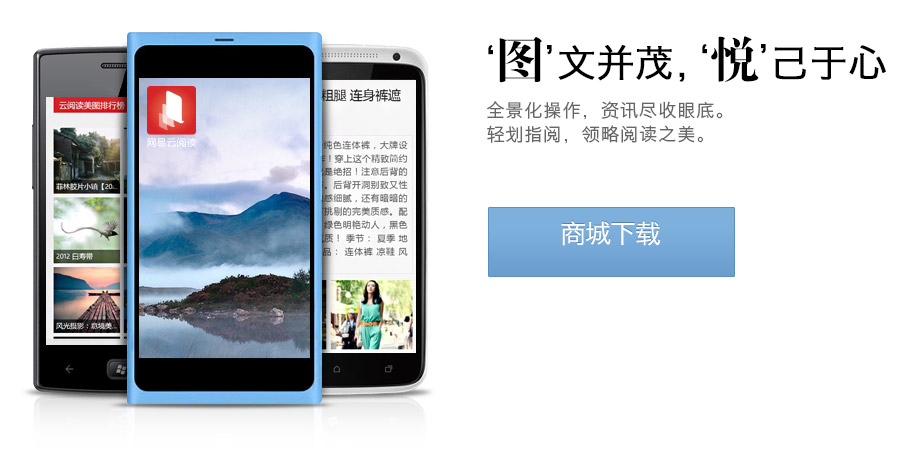 ‘图’文并茂，‘悦’己于心
全景化操作，资讯尽收眼底。
轻划指阅，领略阅读之美。
商城下载
网易云阅读
云阅读美图排行榜
菲林胶片小镇【20...
2012 白寿带
风光摄影：意境美...
粗腿 连身裤遮
纯色连体裤，大牌设
！穿上这个精致简约
是绝招！注意后背的
。后背开洞别致又性
感细腻，还有暗暗的
挑剔的完美质感。配
绿色明艳动人，黑色
质！ 季节： 夏季 地
品： 连体裤 凉鞋 风